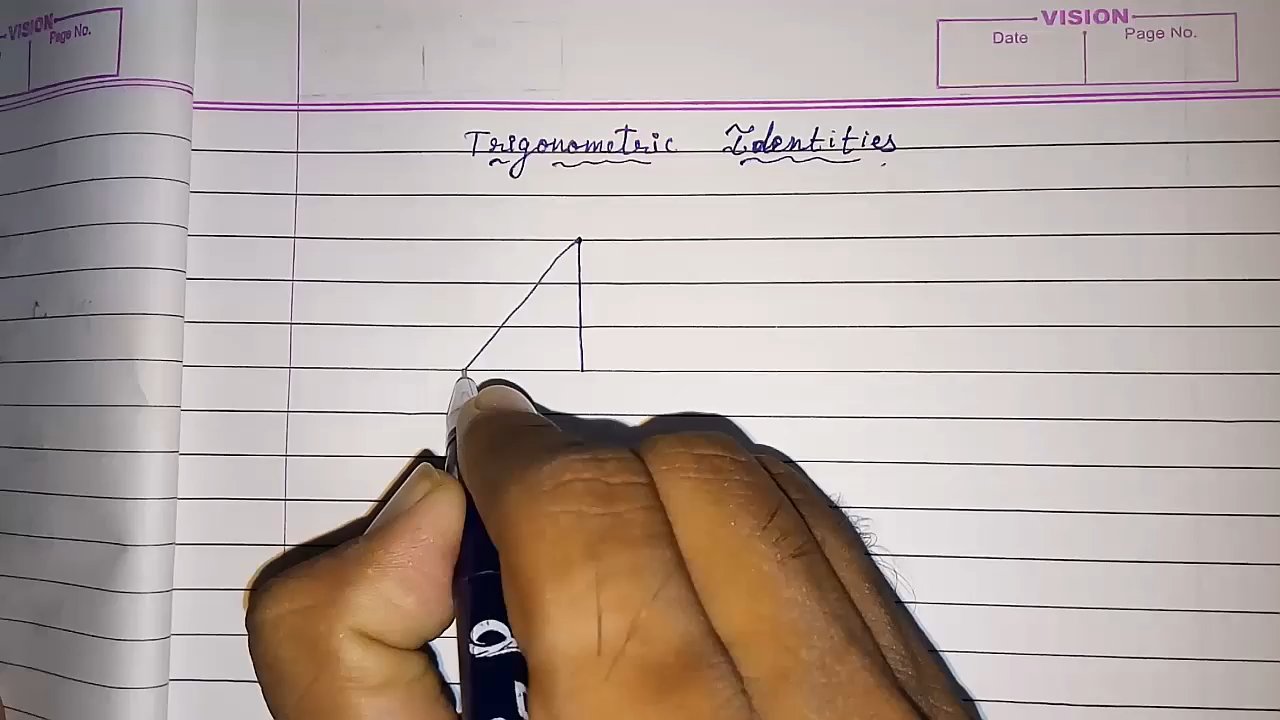 VISION
Page No.
VISION
Date
Page No.
Trigonometric Identities